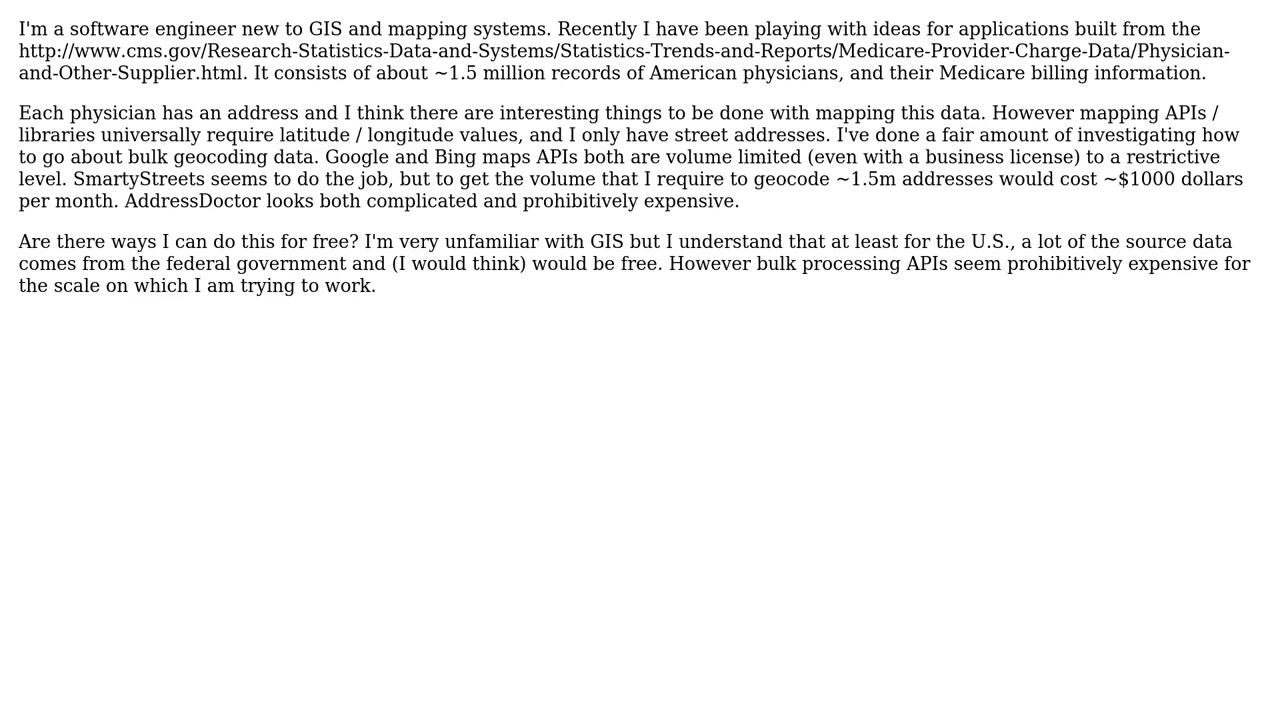 I'm a software engineer new to GIS and mapping systems. Recently I have been playing with ideas for applications built from the
http://www.cms.gov/Research-Statistics-Data-and-Systems/Statistics-Trends-and-Reports/Medicare-Provider-Charge-Data/Physician-
and-Other-Supplier.html. It consists of about ~1.5 million records of American physicians, and their Medicare billing information.
Each physician has an address and I think there are interesting things to be done with mapping this data. However mapping APIs /
libraries universally require latitude / longitude values, and I only have street addresses. I've done a fair amount of investigating how
to go about bulk geocoding data. Google and Bing maps APIs both are volume limited (even with a business license) to a restrictive
level. SmartyStreets seems to do the job, but to get the volume that I require to geocode ~1.5m addresses would cost ~$1000 dollars
per month. AddressDoctor looks both complicated and prohibitively expensive.
Are there ways I can do this for free? I'm very unfamiliar with GIS but I understand that at least for the U.S., a lot of the source data
comes from the federal government and (I would think) would be free. However bulk processing APIs seem prohibitively expensive for
the scale on which I am trying to work.